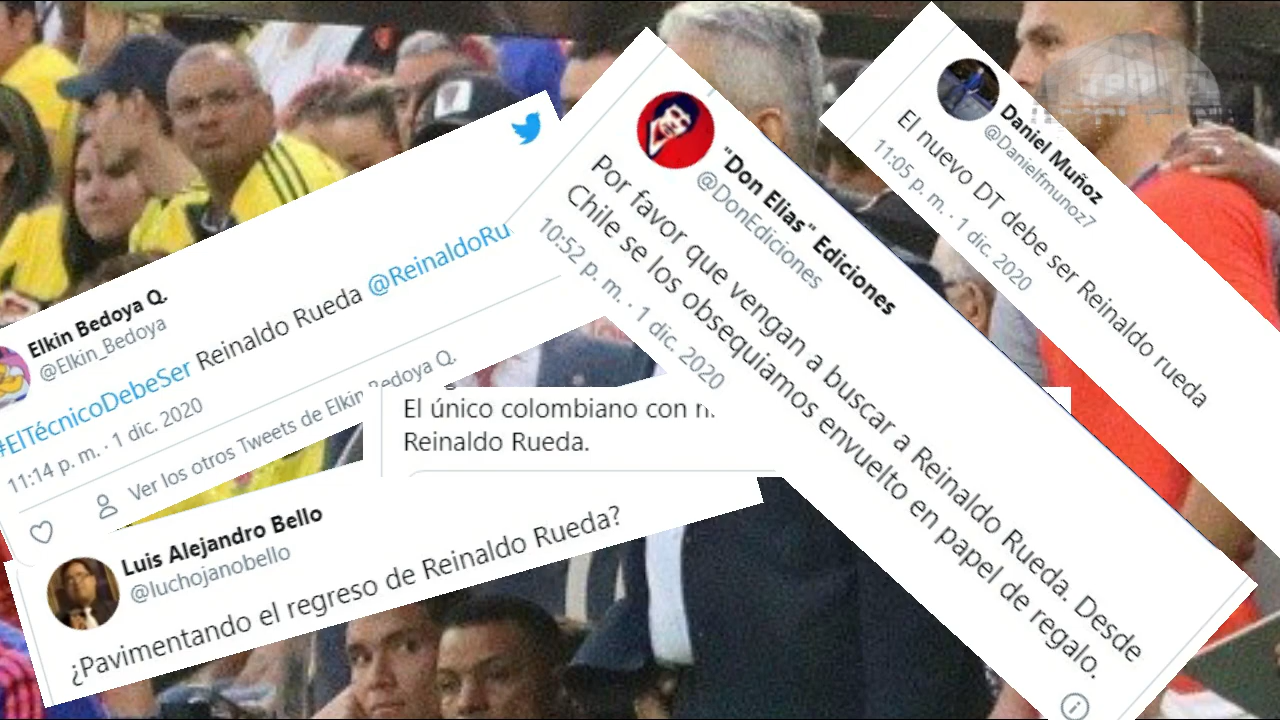 Elkin Bedoya Q.
@Elkin_Bedoya
#ElTécnicoDebeSer Reinaldo Rueda @ReinaldoRu
11:14 p. m. · 1 dic. 2020
Ver los otros Tweets de Elkin Bedoya Q.
El único colombiano con
Reinaldo Rueda.
Luis Alejandro Bello
@luchojanobello
¿Pavimentando el regreso de Reinaldo Rueda?
"Don Elias" Ediciones
@DonEdiciones
Por favor que vengan a buscar a Reinaldo Rueda. Desde
Chile se los obsequiamos envuelto en papel de regalo.
10:52 p. m. · 1 dic. 2020
Daniel Muñoz
@Danielfmunoz7
El nuevo DT debe ser Reinaldo rueda
11:05 p. m. · 1 dic. 2020